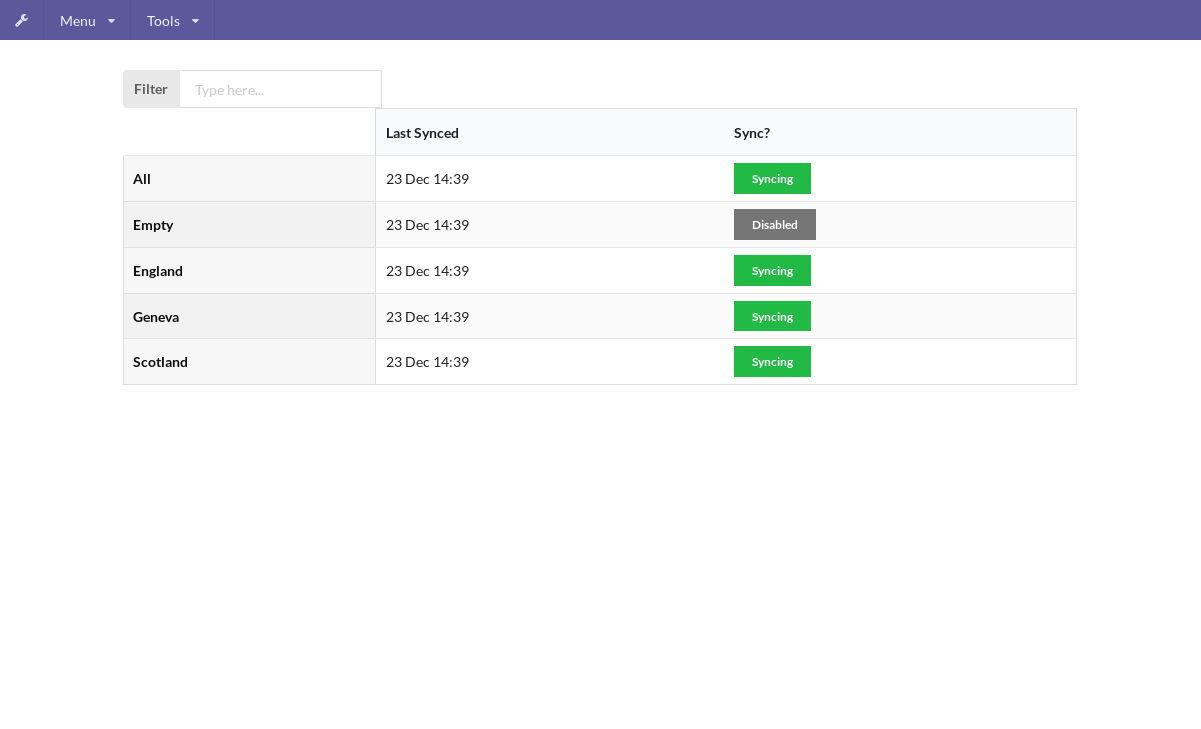 Menu Tools
Filter Type here...
Last Synced Sync?
All 23 Dec 14:39 Syncing
Empty 23 Dec 14:39 Disabled
England 23 Dec 14:39 Syncing
Geneva 23 Dec 14:39 Syncing
Scotland 23 Dec 14:39 Syncing